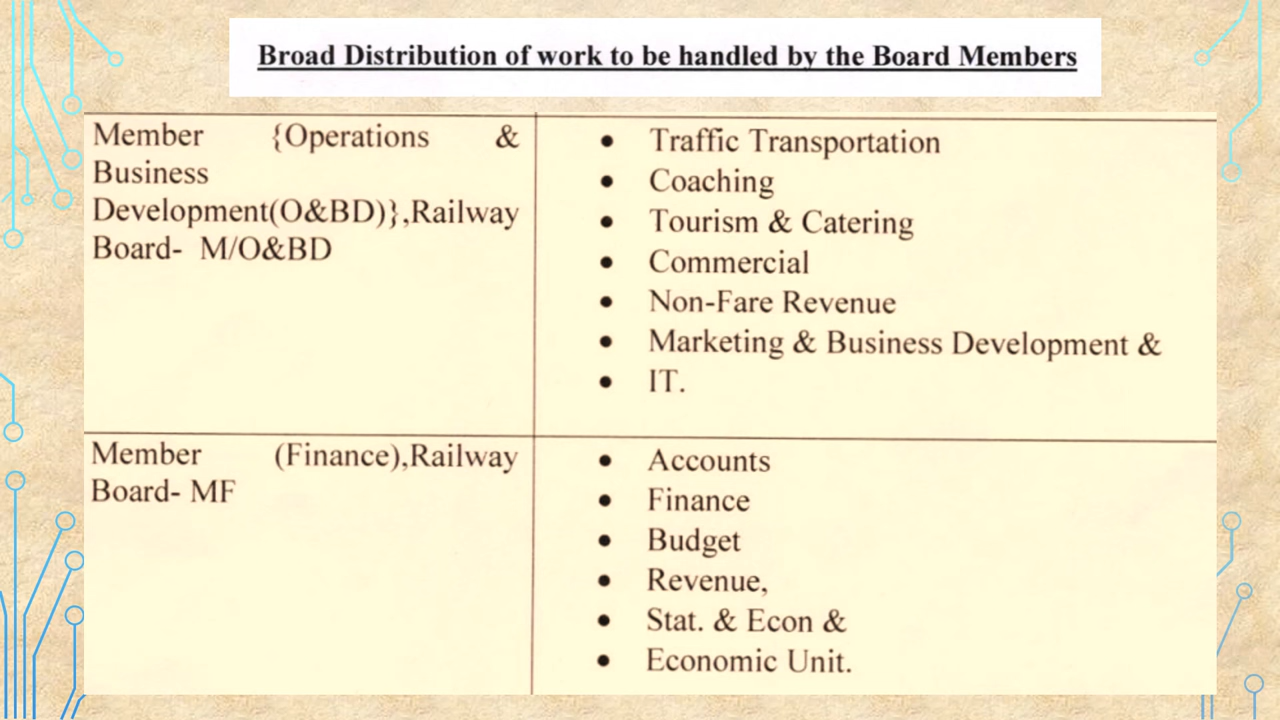 Broad Distribution of work to be handled by the Board Members
Member {Operations &
Business
Development(O&BD)},Railway
Board- M/O&BD
• Traffic Transportation
• Coaching
• Tourism & Catering
• Commercial
• Non-Fare Revenue
• Marketing & Business Development &
• IT.
Member (Finance),Railway
Board- MF
• Accounts
• Finance
• Budget
• Revenue,
• Stat. & Econ &
• Economic Unit.